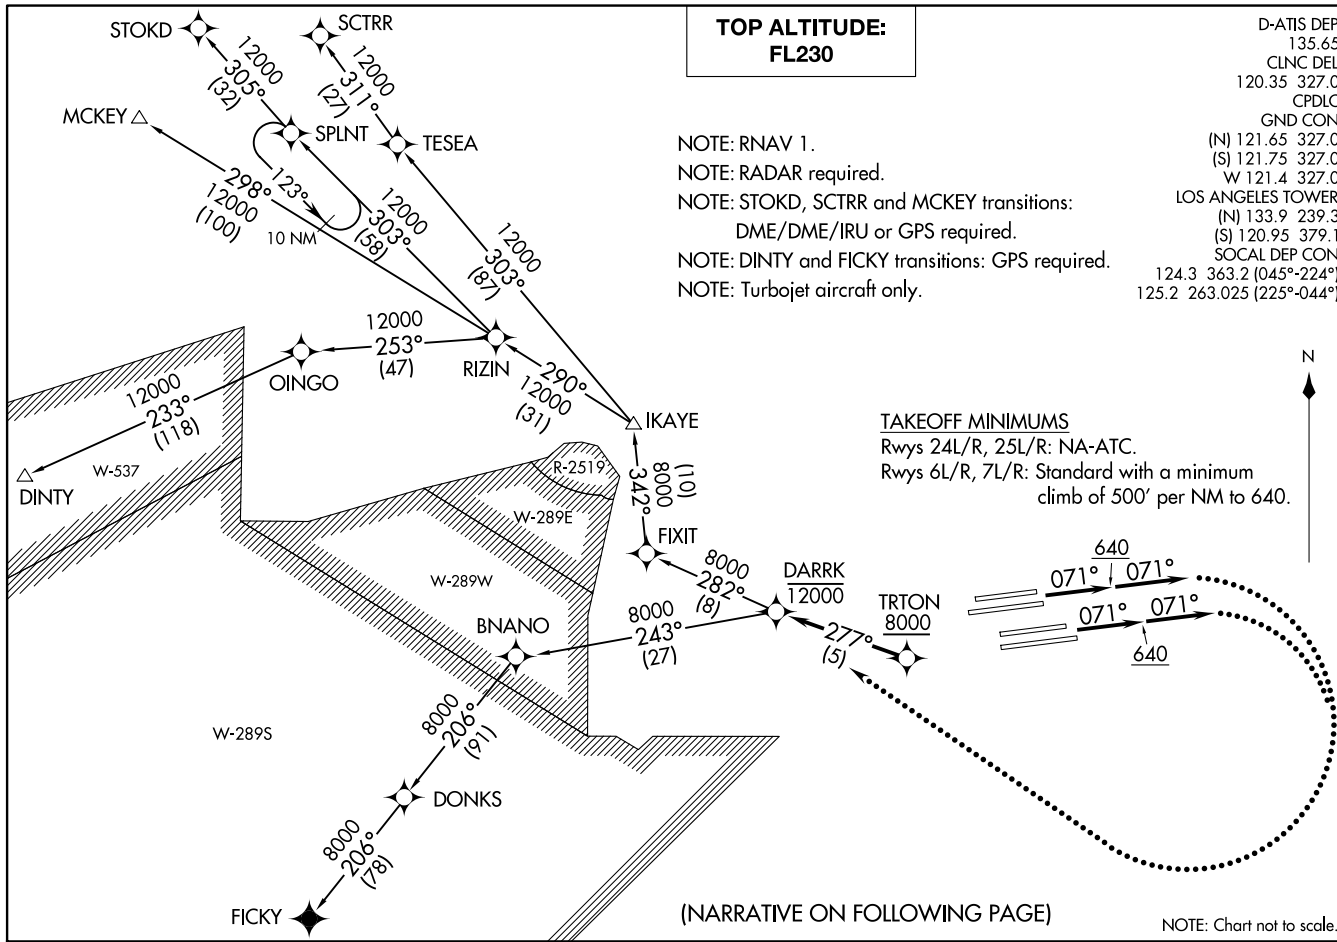 TOP ALTITUDE:
FL230
D-ATIS DEP
135.65
CLNC DEL
120.35 327.0
CPDLC
GND CON
(N) 121.65 327.0
(S) 121.75 327.0
W 121.4 327.0
LOS ANGELES TOWER
(N) 133.9 239.3
(S) 120.95 379.1
SOCAL DEP CON
124.3 363.2 (045°-224°)
125.2 263.025 (225°-044°)
NOTE: RNAV 1.
NOTE: RADAR required.
NOTE: STOKD, SCTRR and MCKEY transitions:
DME/DME/IRU or GPS required.
NOTE: DINTY and FICKY transitions: GPS required.
NOTE: Turbojet aircraft only.
STOKD
SCTRR
12000
305°
(32)
12000
311°
(27)
MCKEY
SPLNT
TESEA
298°
12000
(100)
123°
10 NM
12000
303°
(58)
12000
303°
(87)
12000
253°
(47)
OINGO
RIZIN
290°
12000
(31)
IKAYE
12000
233°
(118)
W-537
DINTY
R-2519
W-289E
W-289W
8000
342°
(10)
FIXIT
8000
282°
(8)
DARRK
12000
TRTON
8000
277°
(5)
8000
243°
(27)
BNANO
8000
206°
(91)
W-289S
DONKS
8000
206°
(78)
FICKY
N
TAKEOFF MINIMUMS
Rwys 24L/R, 25L/R: NA-ATC.
Rwys 6L/R, 7L/R: Standard with a minimum
climb of 500' per NM to 640.
640
071° 071°
071° 071°
640
(NARRATIVE ON FOLLOWING PAGE)
NOTE: Chart not to scale.